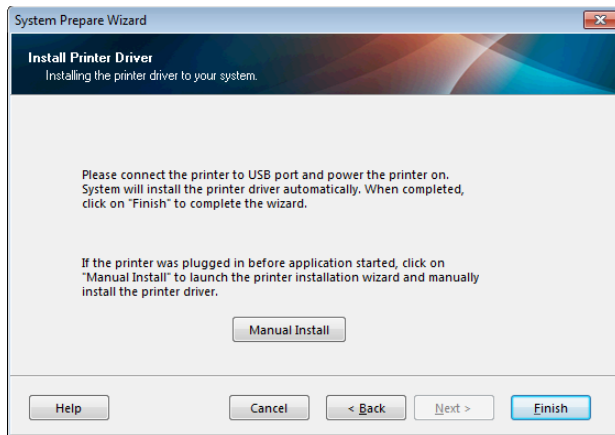 System Prepare Wizard
Install Printer Driver
Installing the printer driver to your system.
Please connect the printer to USB port and power the printer on.
System will install the printer driver automatically. When completed,
click on "Finish" to complete the wizard.
If the printer was plugged in before application started, click on
"Manual Install" to launch the printer installation wizard and manually
install the printer driver.
Manual Install
Help Cancel < Back Next > Finish